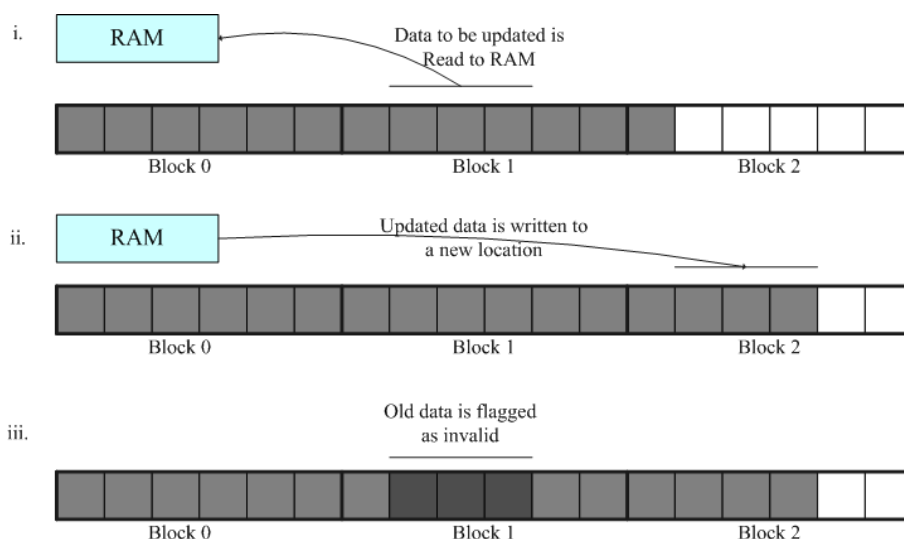 i.
RAM
Data to be updated is
Read to RAM
Block 0
Block 1
Block 2
ii.
RAM
Updated data is written to
a new location
Block 0
Block 1
Block 2
iii.
Old data is flagged
as invalid
Block 0
Block 1
Block 2